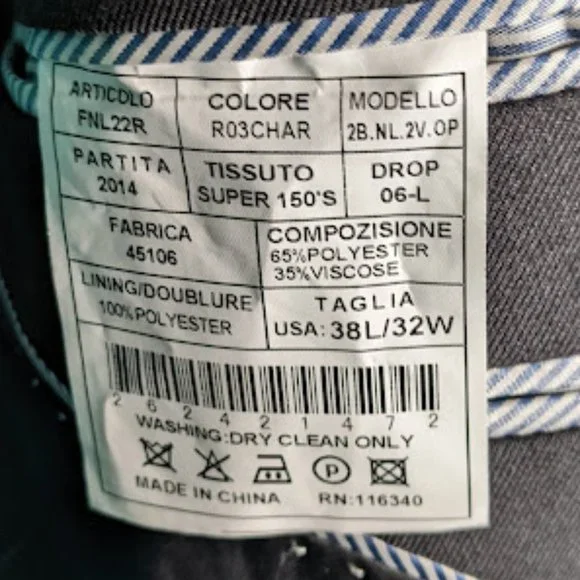 ARTICOLO COLORE MODELLO
FNL22R R03CHAR 2B.NL.2V.OP
PARTITA TISSUTO DROP
2014 SUPER 150'S 06-L
FABRICA COMPOZISIONE
45106 65%POLYESTER
35%VISCOSE
LINING/DOUBLURE TAGLIA
100%POLYESTER USA: 38L/32W
2 6 2 4 2 1 4 7 2
WASHING:DRY CLEAN ONLY
P
MADE IN CHINA RN:116340